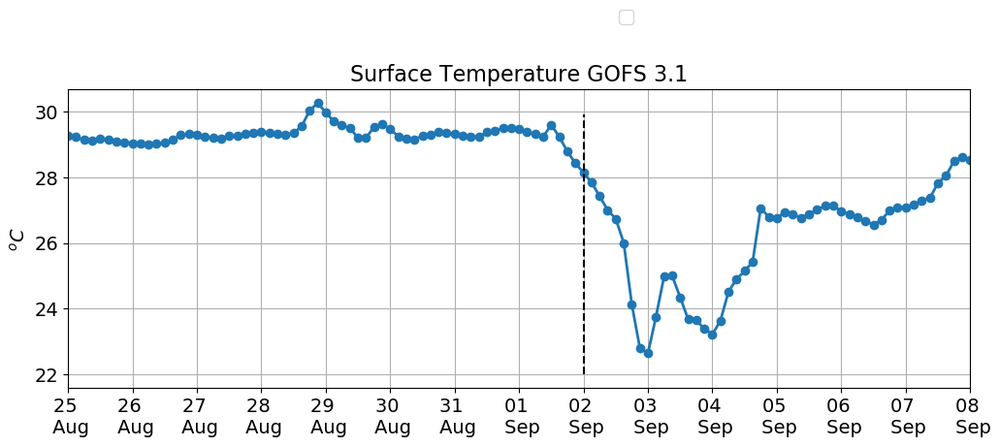 Surface Temperature GOFS 3.1
30
28
26
24
22
°C
25 26 27 28 29 30 31 01 02 03 04 05 06 07 08
Aug Aug Aug Aug Aug Aug Aug Sep Sep Sep Sep Sep Sep Sep Sep